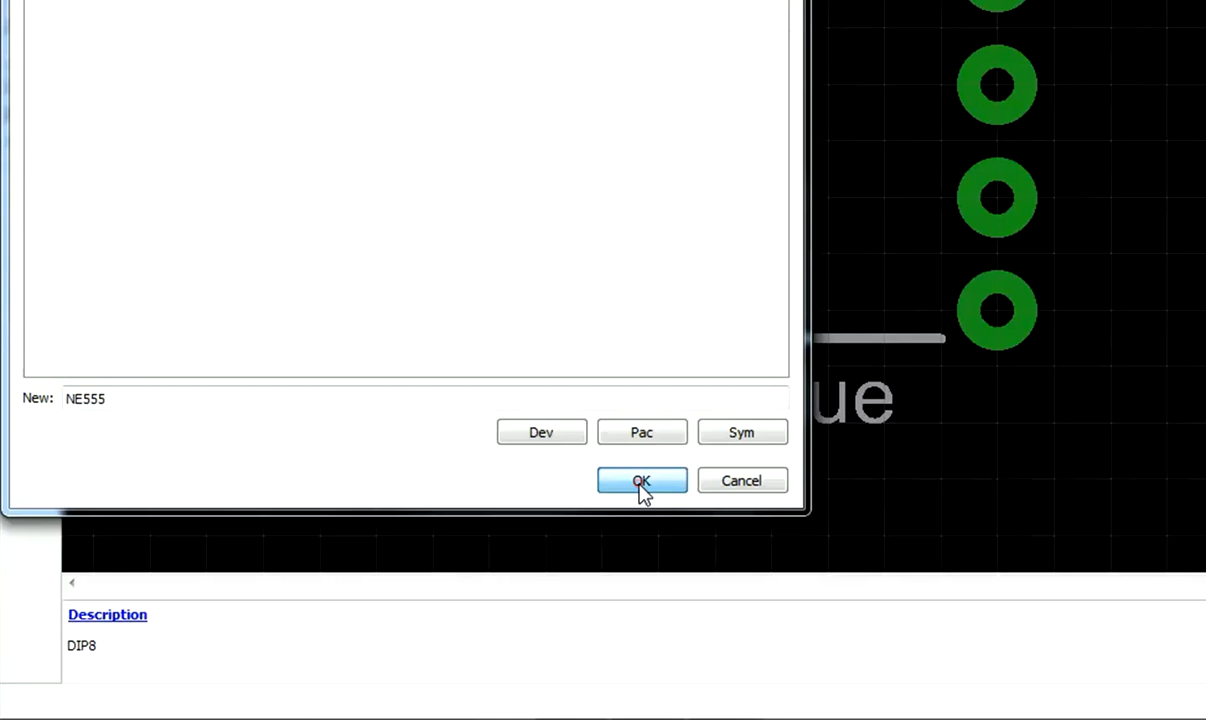 New: NE555
ue
Dev Pac Sym
OK Cancel
Description
DIP8